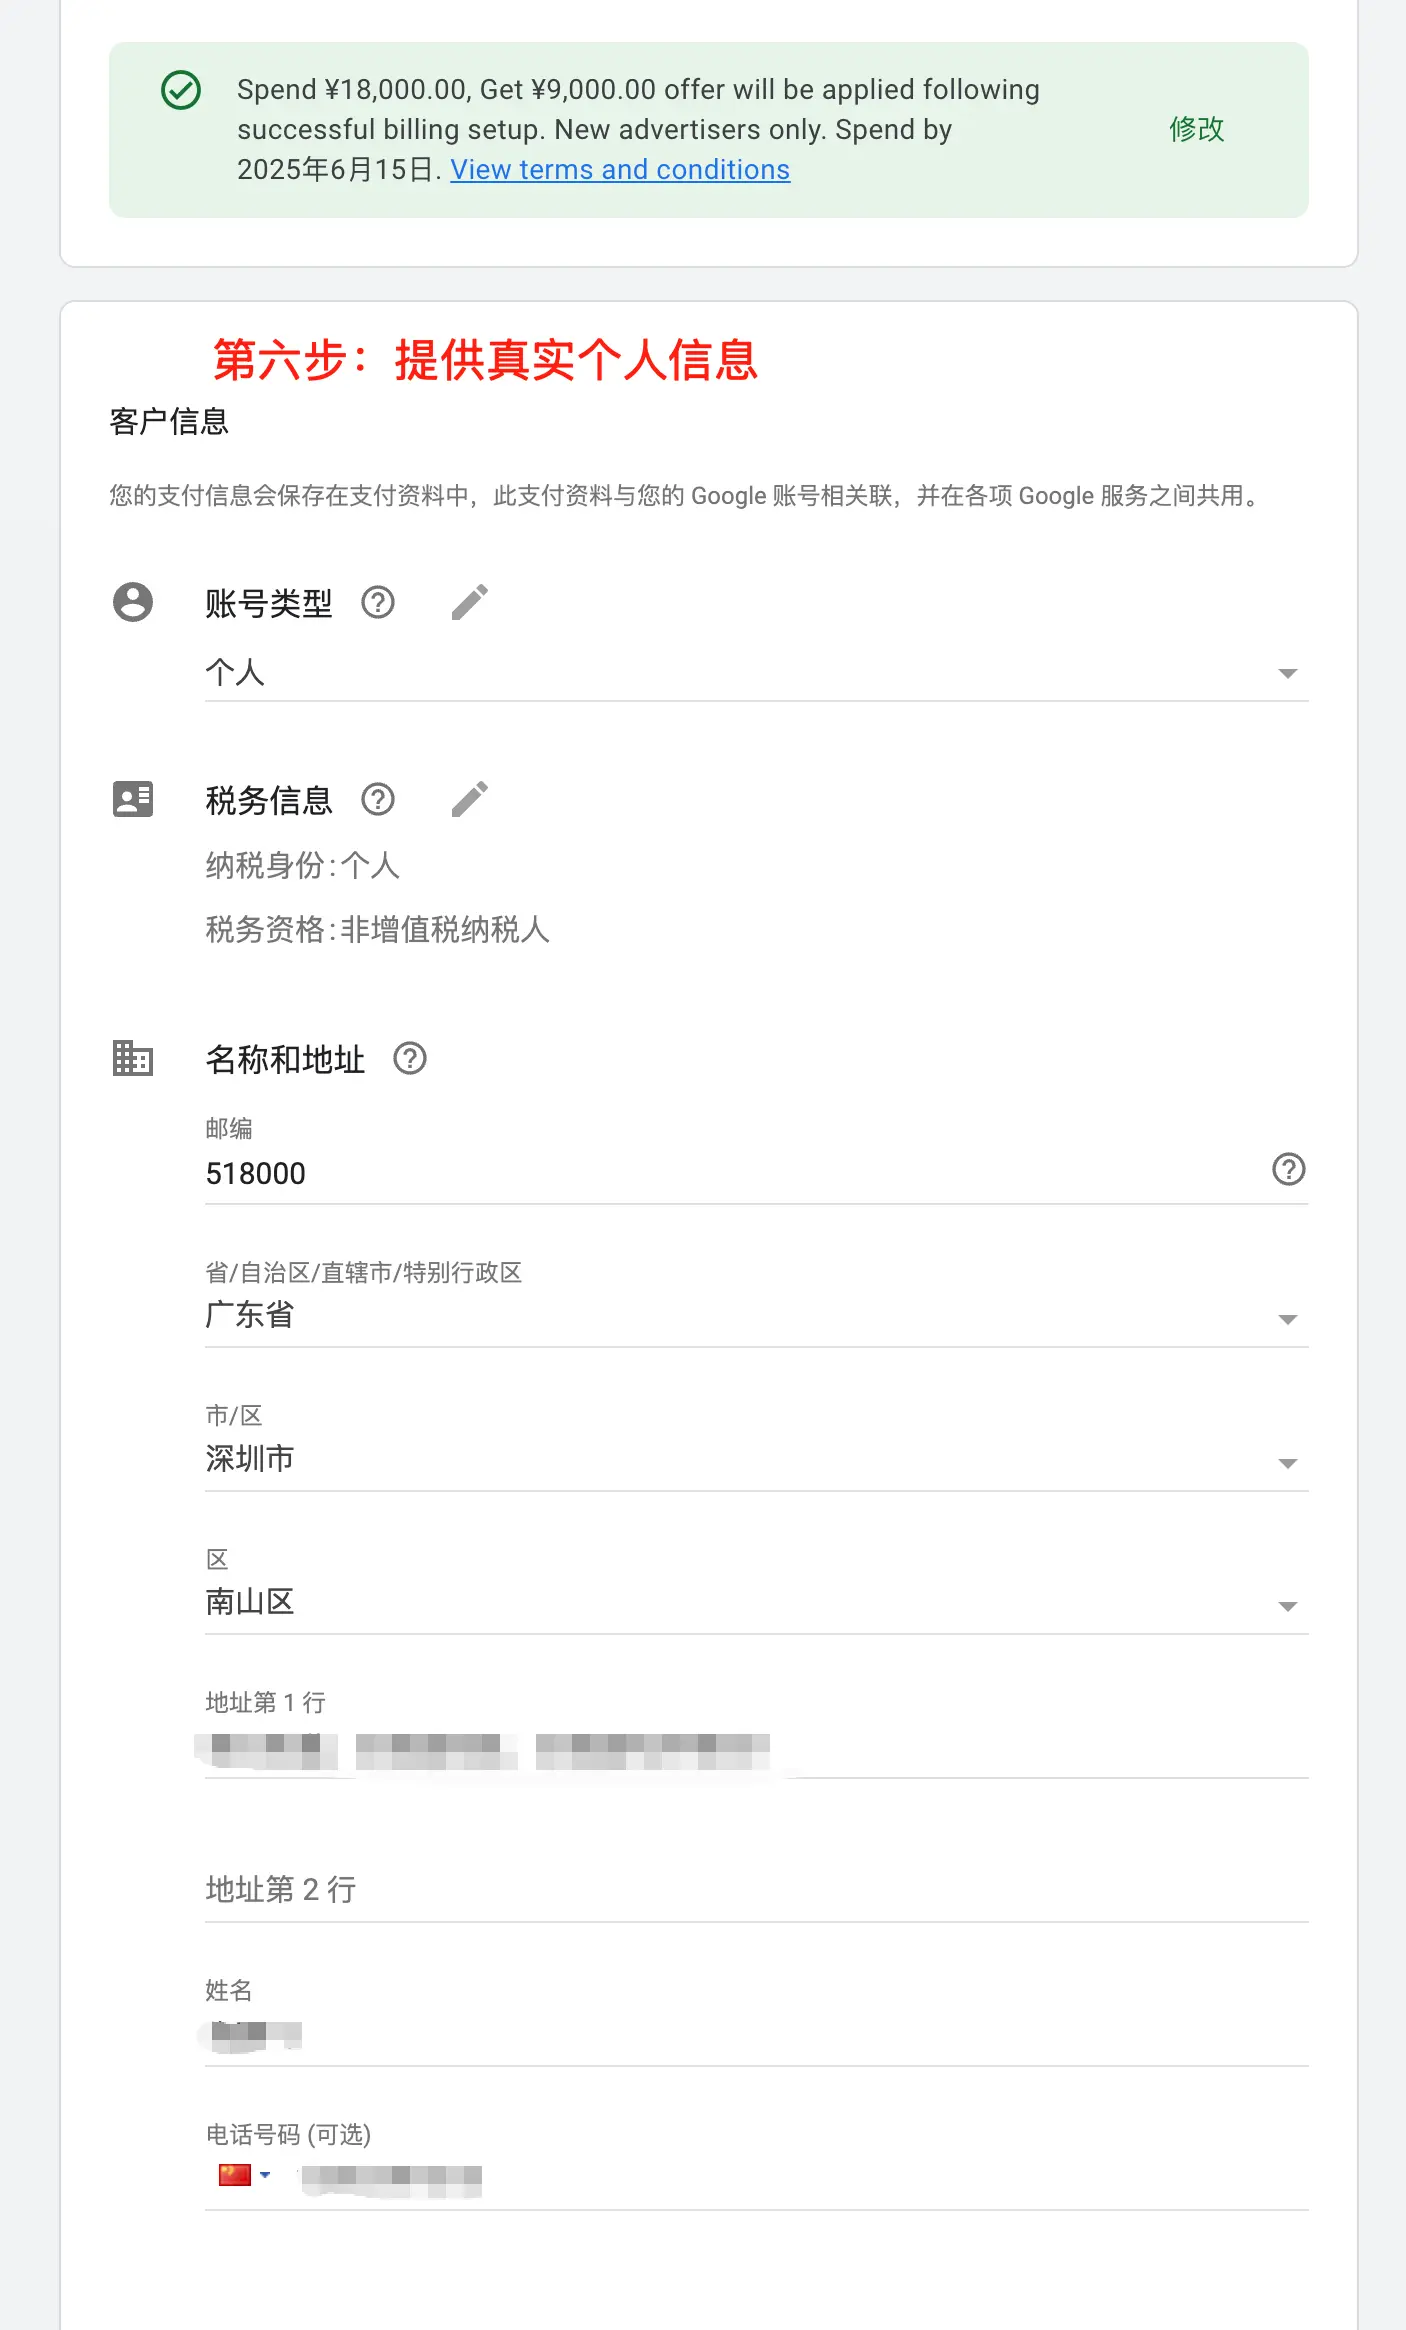 Spend ¥18,000.00, Get ¥9,000.00 offer will be applied following
successful billing setup. New advertisers only. Spend by
2025年6月15日. View terms and conditions
修改
第六步：提供真实个人信息
客户信息
您的支付信息会保存在支付资料中，此支付资料与您的 Google 账号相关联，并在各项 Google 服务之间共用。
账号类型
个人
税务信息
纳税身份:个人
税务资格:非增值税纳税人
名称和地址
邮编
518000
省/自治区/直辖市/特别行政区
广东省
市/区
深圳市
区
南山区
地址第 1 行
地址第 2 行
姓名
电话号码 (可选)